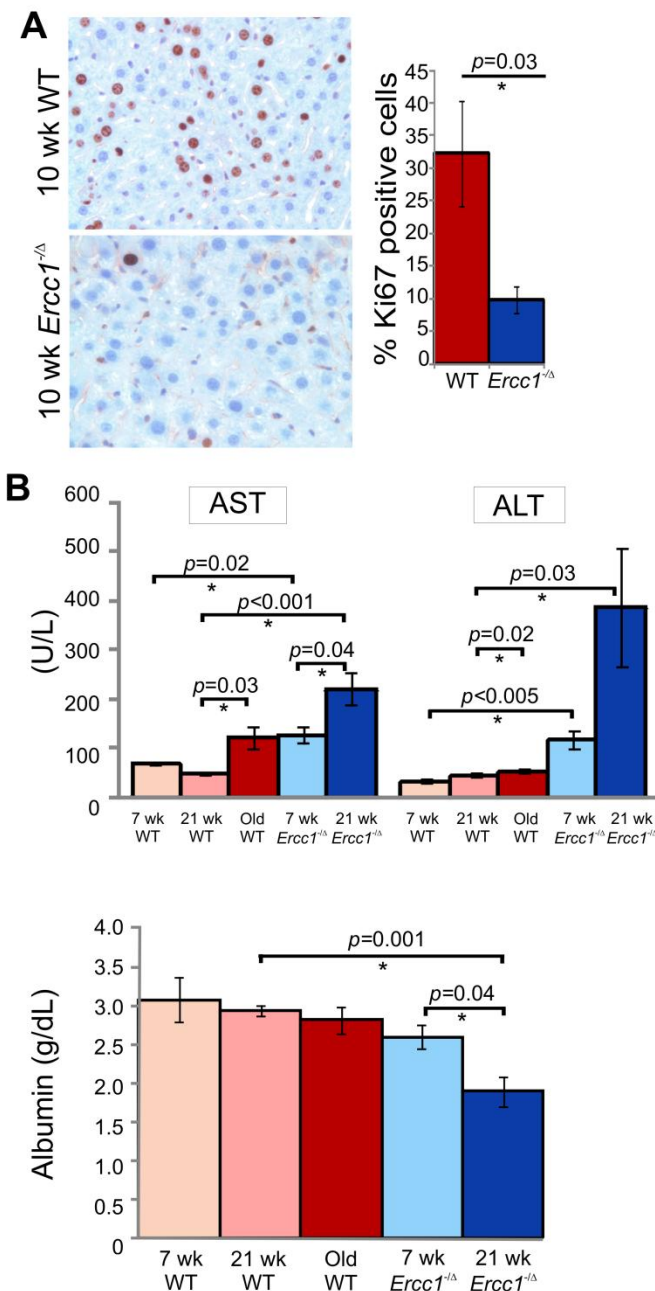 A
10 wk WT
10 wk Ercc1-/Δ
% Ki67 positive cells
45
40
35
30
25
20
15
10
5
0
p=0.03
*
WT Ercc1-/Δ
B
AST
ALT
(U/L)
600
500
400
300
200
100
0
p=0.02
*
p<0.001
*
p=0.03
*
p=0.04
*
p=0.03
*
p=0.02
*
p<0.005
*
7 wk WT
21 wk WT
Old WT
7 wk Ercc1-/Δ
21 wk Ercc1-/Δ
7 wk WT
21 wk WT
Old WT
7 wk Ercc1-/Δ
21 wk Ercc1-/Δ
Albumin (g/dL)
4.0
3.5
3.0
2.5
2.0
1.5
1.0
0.5
0
p=0.001
*
p=0.04
*
7 wk WT
21 wk WT
Old WT
7 wk Ercc1-/Δ
21 wk Ercc1-/Δ